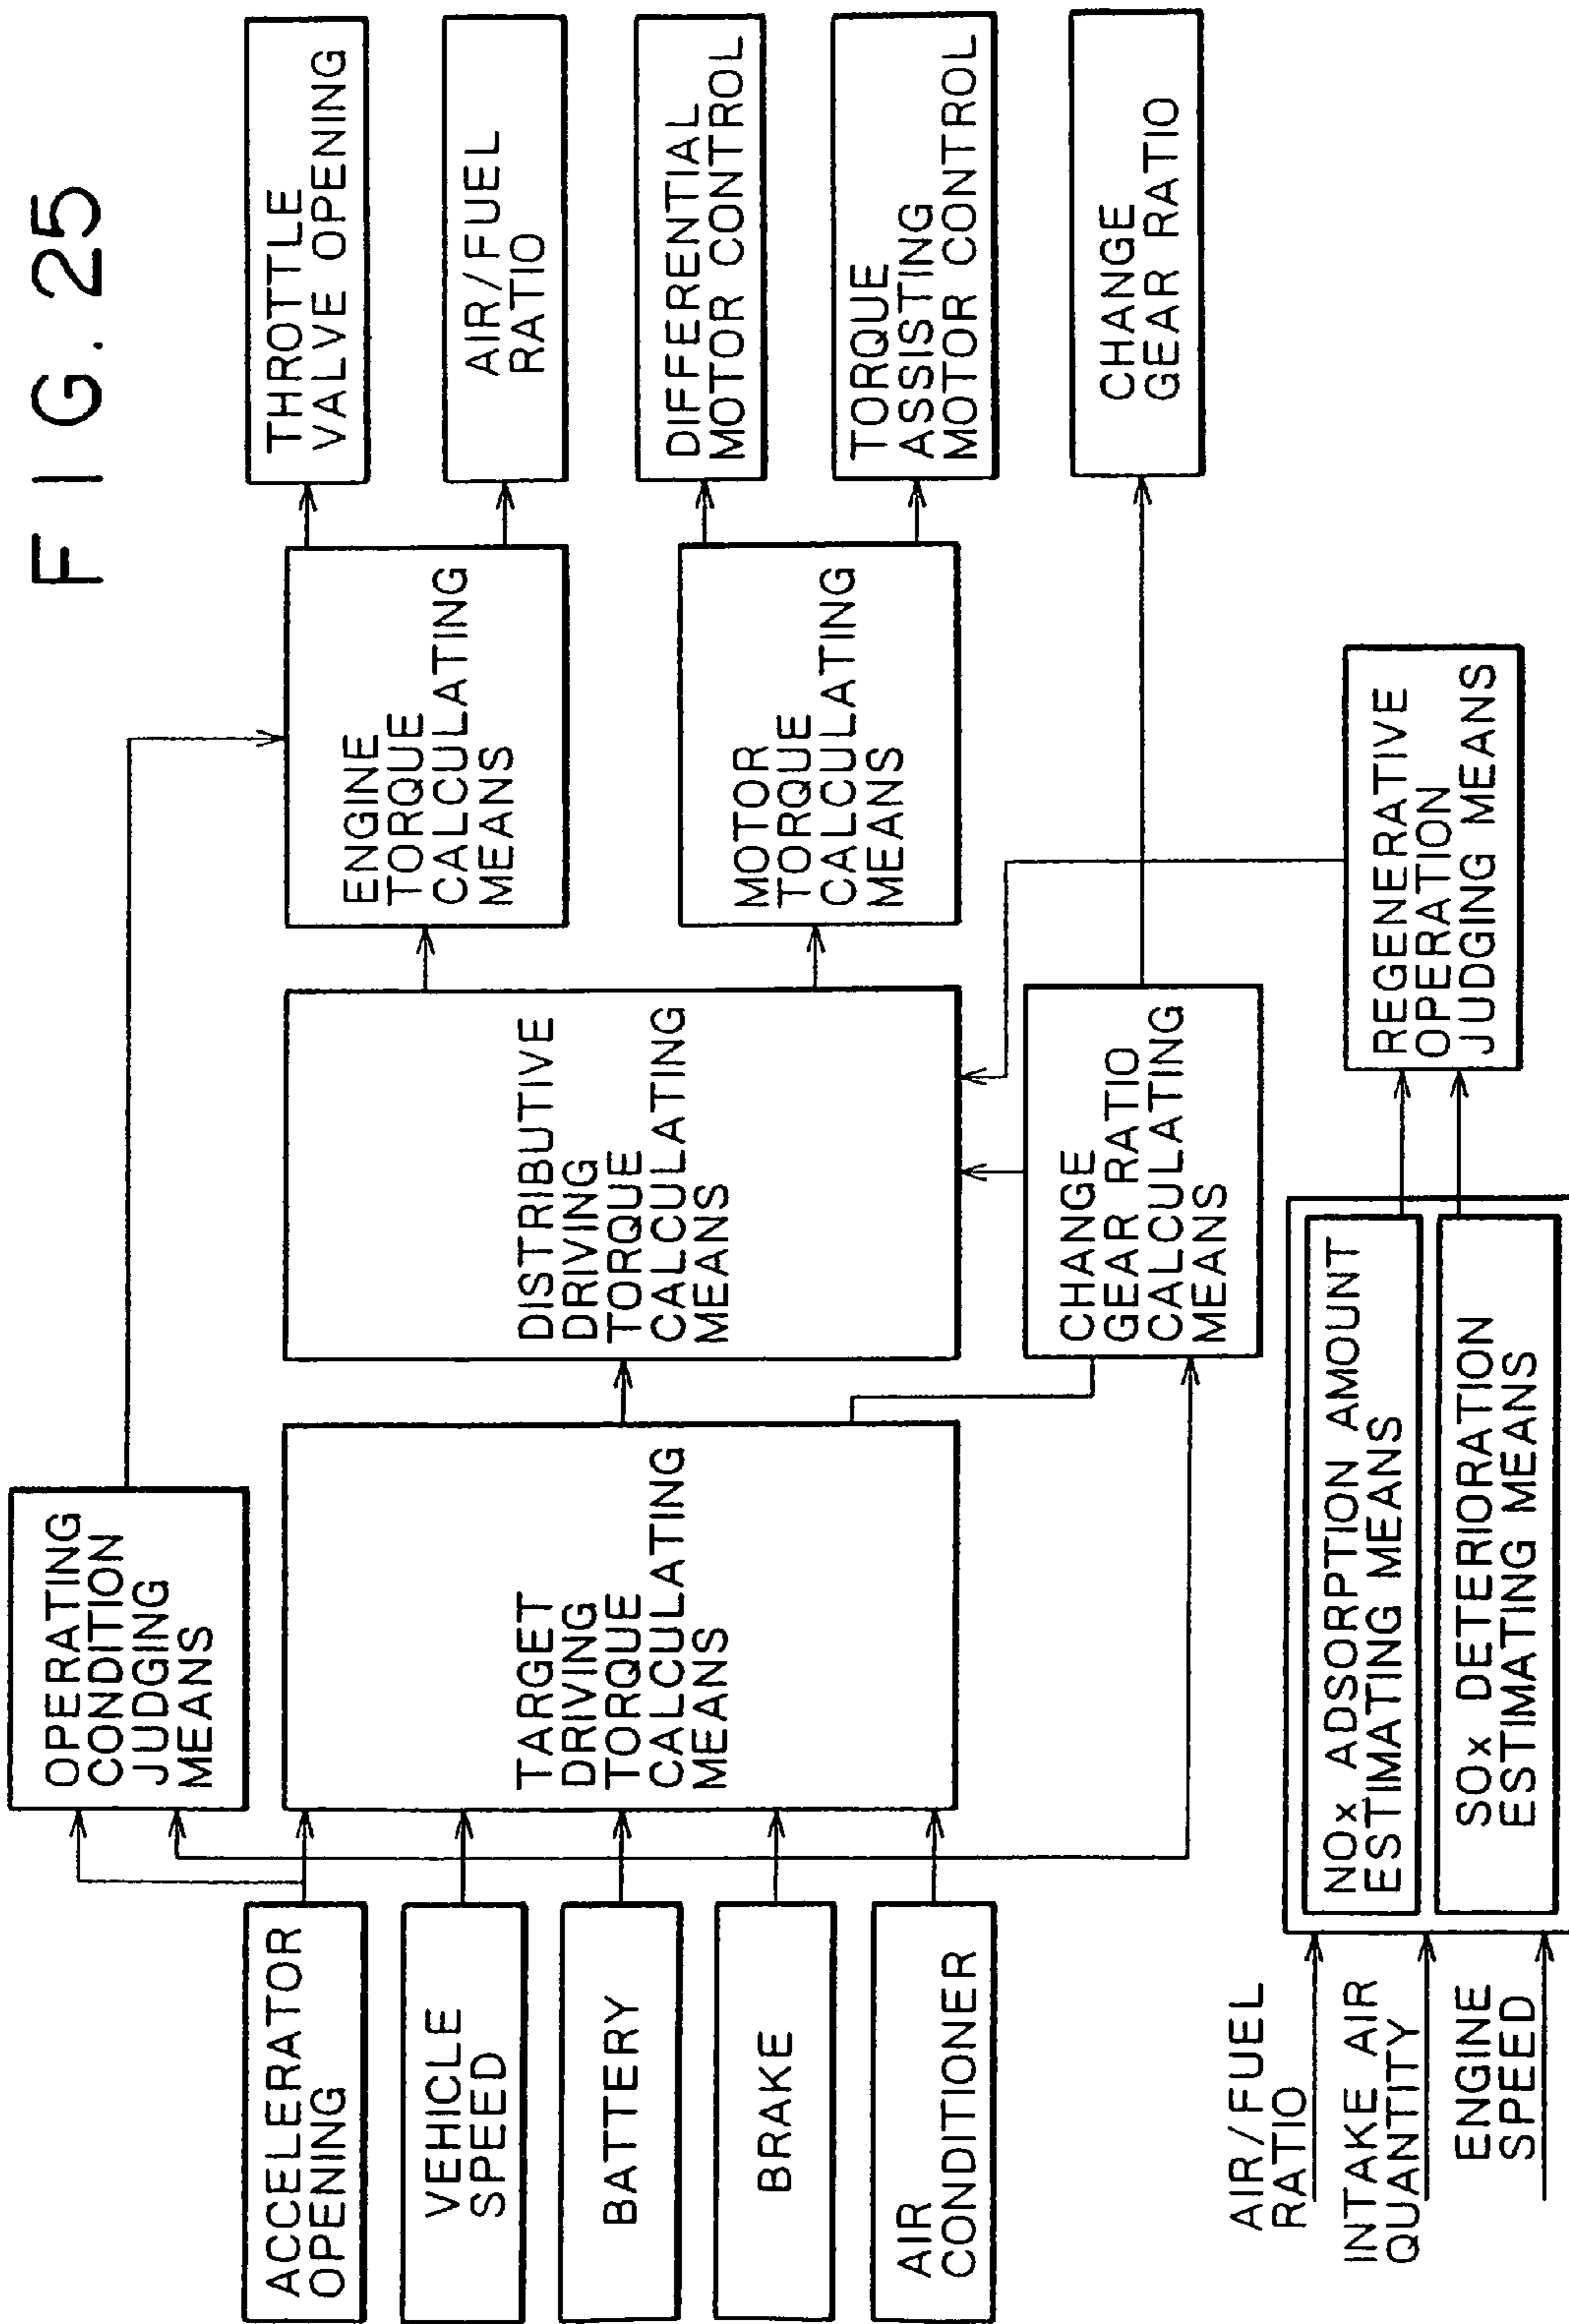 FIG. 25
OPERATING
CONDITION
JUDGING
MEANS
ACCELERATOR
OPENING
VEHICLE
SPEED
BATTERY
BRAKE
AIR
CONDITIONER
TARGET
DRIVING
TORQUE
CALCULATING
MEANS
DISTRIBUTIVE
DRIVING
TORQUE
CALCULATING
MEANS
ENGINE
TORQUE
CALCULATING
MEANS
MOTOR
TORQUE
CALCULATING
MEANS
THROTTLE
VALVE OPENING
AIR/FUEL
RATIO
DIFFERENTIAL
MOTOR CONTROL
TORQUE
ASSISTING
MOTOR CONTROL
CHANGE
GEAR RATIO
CALCULATING
MEANS
CHANGE
GEAR RATIO
AIR/FUEL
RATIO
INTAKE AIR
QUANTITY
ENGINE
SPEED
NOx ADSORPTION AMOUNT
ESTIMATING MEANS
SOx DETERIORATION
ESTIMATING MEANS
REGENERATIVE
OPERATION
JUDGING MEANS